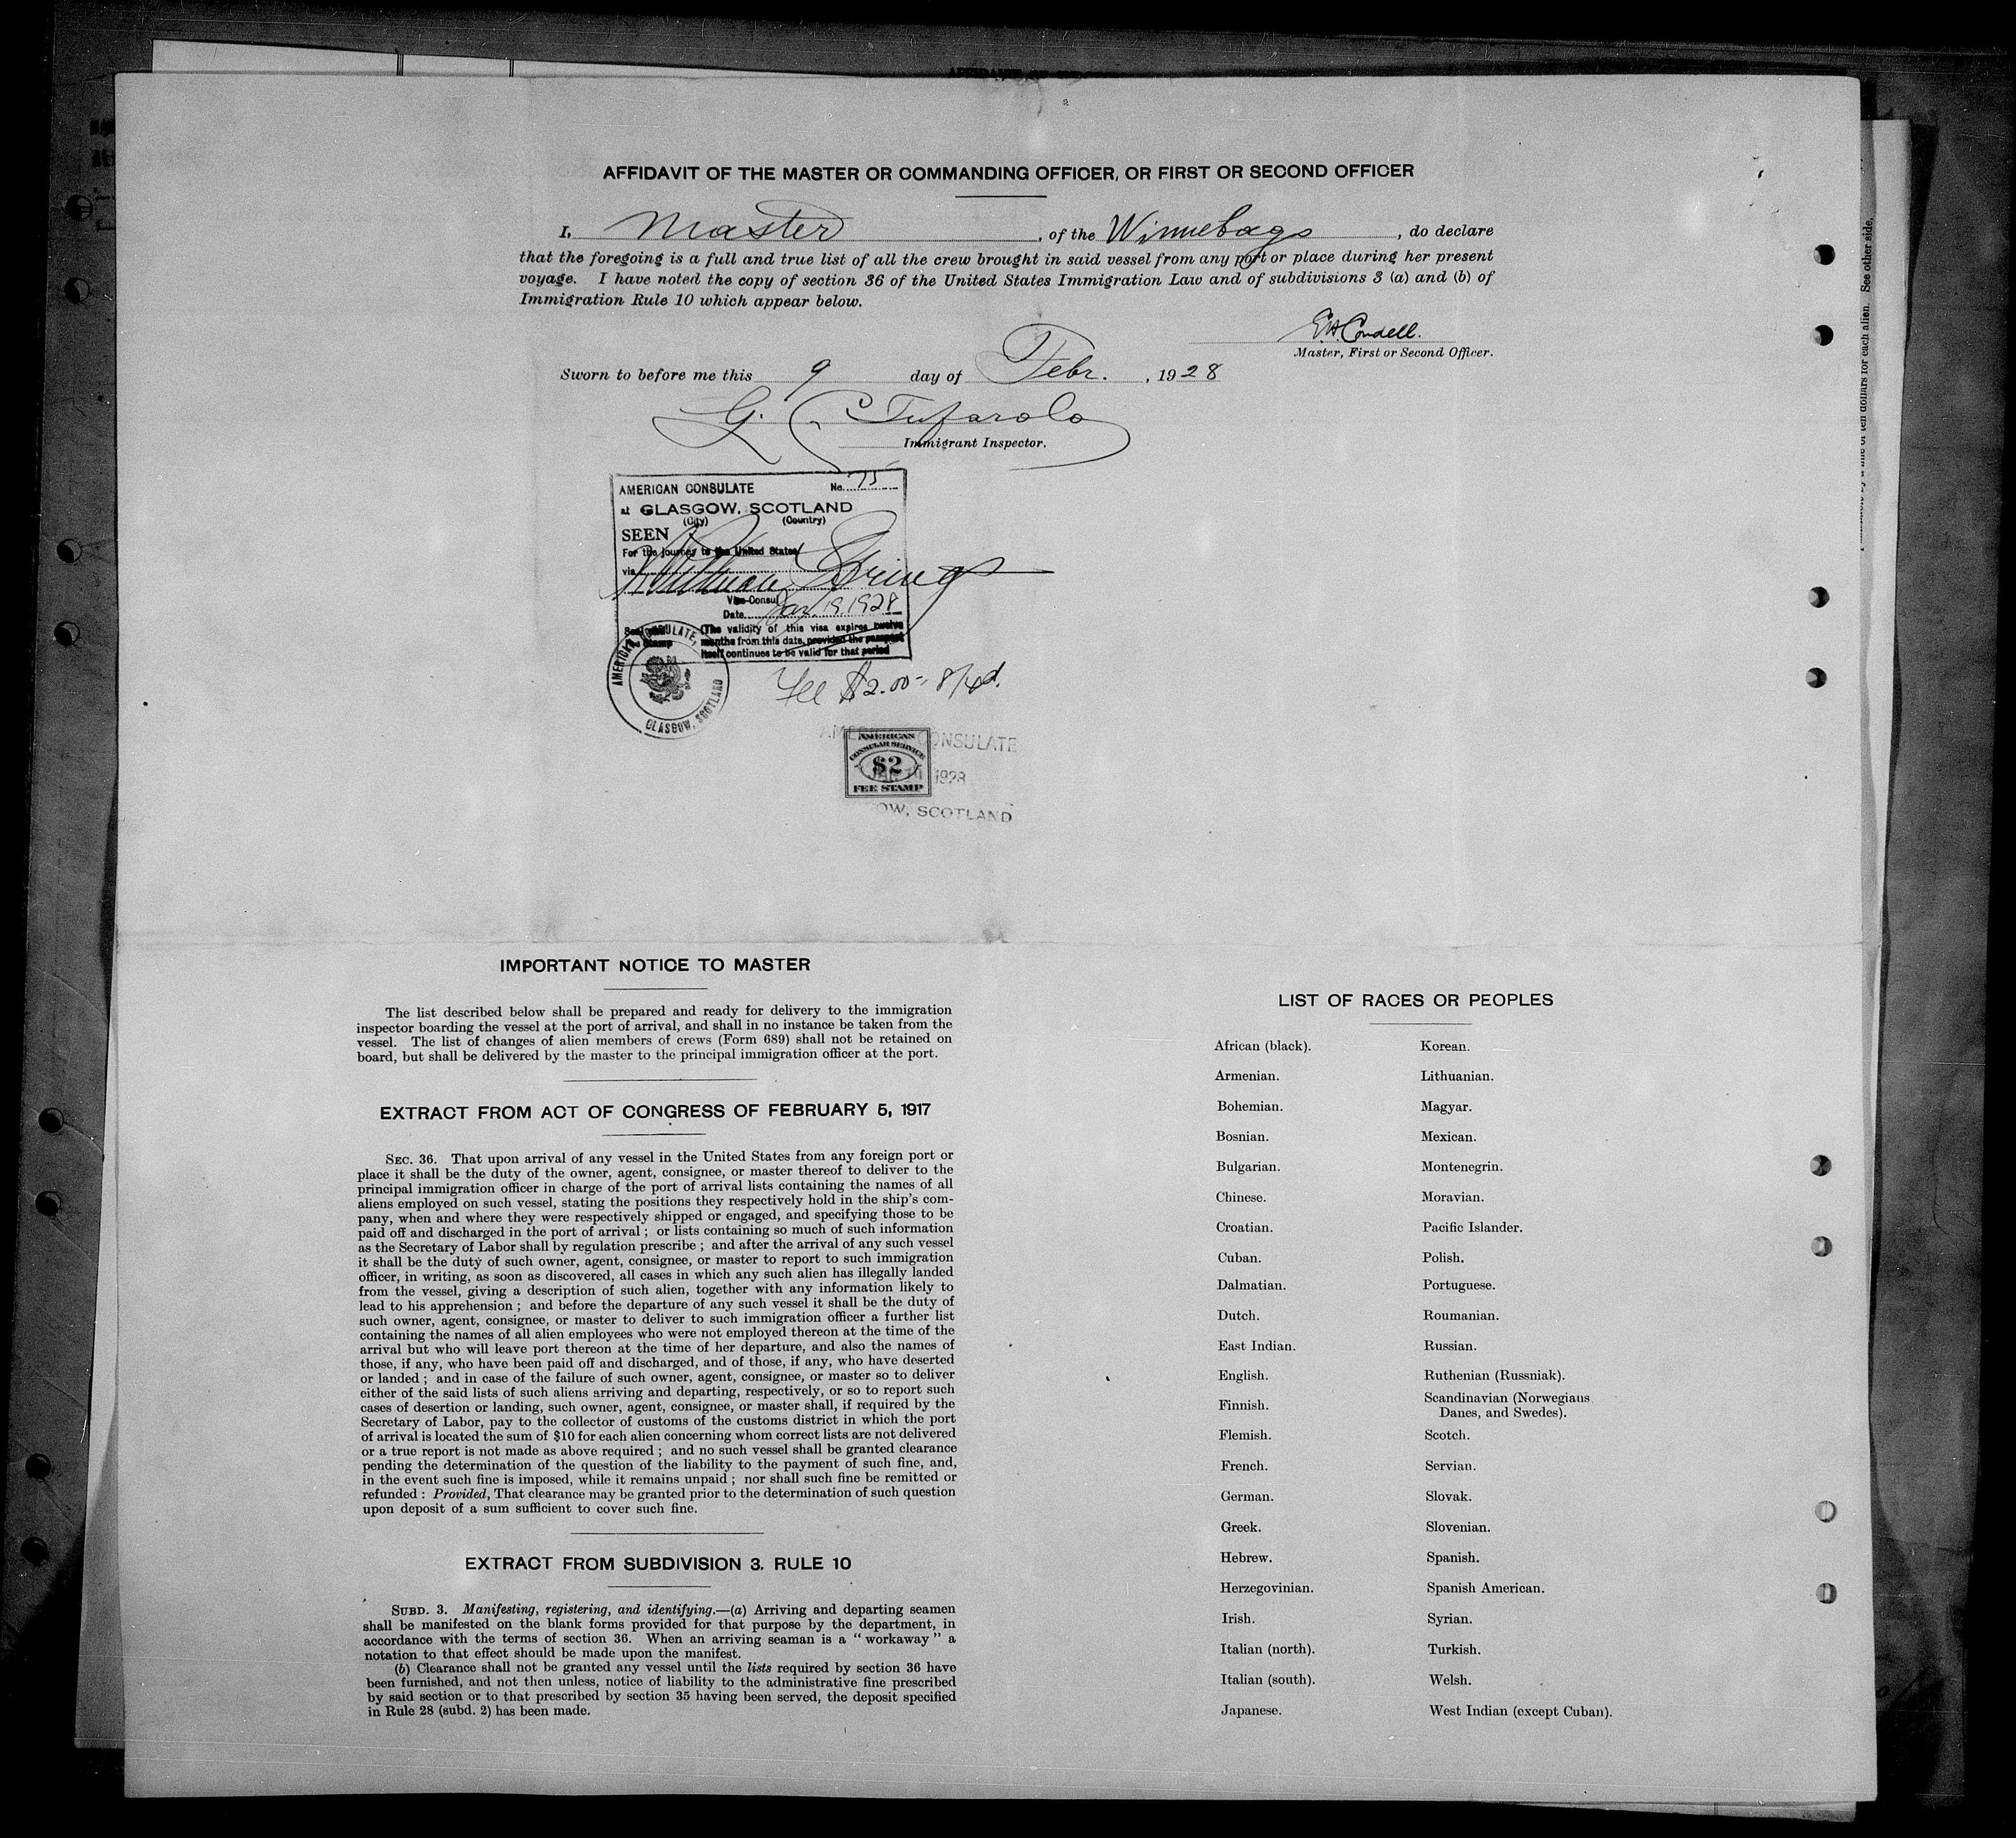 AFFIDAVIT OF THE MASTER OR COMMANDING OFFICER, OR FIRST OR SECOND OFFICER
I, Master, of the Winnebago, do declare
that the foregoing is a full and true list of all the crew brought in said vessel from any port or place during her present
voyage. I have noted the copy of section 36 of the United States Immigration Law and of subdivisions 3 (a) and (b) of
Immigration Rule 10 which appear below.
Condell.
Master, First or Second Officer.
Sworn to before me this 9 day of Febr., 1928
G.
Immigrant Inspector.
AMERICAN CONSULATE No. 75
at GLASGOW, SCOTLAND
(City) (Country)
SEEN
For the journey to the United States
via
Vice Consul
Date Jan. 19. 1928
(The validity of this visa expires twelve
months from this date, provided the passport
itself continues to be valid for that period
AMERICAN CONSULATE,
GLASGOW, SCOTLAND
Fee $2.00 = 8/4d.
AMERICAN
CONSULAR SERVICE
$2
FEE STAMP
CONSULATE
1928
OW, SCOTLAND
See other side,
of ten dollars for each alien.
IMPORTANT NOTICE TO MASTER
The list described below shall be prepared and ready for delivery to the immigration
inspector boarding the vessel at the port of arrival, and shall in no instance be taken from the
vessel. The list of changes of alien members of crews (Form 689) shall not be retained on
board, but shall be delivered by the master to the principal immigration officer at the port.
EXTRACT FROM ACT OF CONGRESS OF FEBRUARY 5, 1917
SEC. 36. That upon arrival of any vessel in the United States from any foreign port or
place it shall be the duty of the owner, agent, consignee, or master thereof to deliver to the
principal immigration officer in charge of the port of arrival lists containing the names of all
aliens employed on such vessel, stating the positions they respectively hold in the ship's com-
pany, when and where they were respectively shipped or engaged, and specifying those to be
paid off and discharged in the port of arrival; or lists containing so much of such information
as the Secretary of Labor shall by regulation prescribe; and after the arrival of any such vessel
it shall be the duty of such owner, agent, consignee, or master to report to such immigration
officer, in writing, as soon as discovered, all cases in which any such alien has illegally landed
from the vessel, giving a description of such alien, together with any information likely to
lead to his apprehension; and before the departure of any such vessel it shall be the duty of
such owner, agent, consignee, or master to deliver to such immigration officer a further list
containing the names of all alien employees who were not employed thereon at the time of the
arrival but who will leave port thereon at the time of her departure, and also the names of
those, if any, who have been paid off and discharged, and of those, if any, who have deserted
or landed; and in case of the failure of such owner, agent, consignee, or master so to deliver
either of the said lists of such aliens arriving and departing, respectively, or so to report such
cases of desertion or landing, such owner, agent, consignee, or master shall, if required by the
Secretary of Labor, pay to the collector of customs of the customs district in which the port
of arrival is located the sum of $10 for each alien concerning whom correct lists are not delivered
or a true report is not made as above required; and no such vessel shall be granted clearance
pending the determination of the question of the liability to the payment of such fine, and,
in the event such fine is imposed, while it remains unpaid; nor shall such fine be remitted or
refunded: Provided, That clearance may be granted prior to the determination of such question
upon deposit of a sum sufficient to cover such fine.
EXTRACT FROM SUBDIVISION 3. RULE 10
SUBD. 3. Manifesting, registering, and identifying.—(a) Arriving and departing seamen
shall be manifested on the blank forms provided for that purpose by the department, in
accordance with the terms of section 36. When an arriving seaman is a "workaway" a
notation to that effect should be made upon the manifest.
(b) Clearance shall not be granted any vessel until the lists required by section 36 have
been furnished, and not then unless, notice of liability to the administrative fine prescribed
by said section or to that prescribed by section 35 having been served, the deposit specified
in Rule 28 (subd. 2) has been made.
LIST OF RACES OR PEOPLES
African (black). Korean.
Armenian. Lithuanian.
Bohemian. Magyar.
Bosnian. Mexican.
Bulgarian. Montenegrin.
Chinese. Moravian.
Croatian. Pacific Islander.
Cuban. Polish.
Dalmatian. Portuguese.
Dutch. Roumanian.
East Indian. Russian.
English. Ruthenian (Russniak).
Finnish. Scandinavian (Norwegians
Danes, and Swedes).
Flemish. Scotch.
French. Servian.
German. Slovak.
Greek. Slovenian.
Hebrew. Spanish.
Herzegovinian. Spanish American.
Irish. Syrian.
Italian (north). Turkish.
Italian (south). Welsh.
Japanese. West Indian (except Cuban).